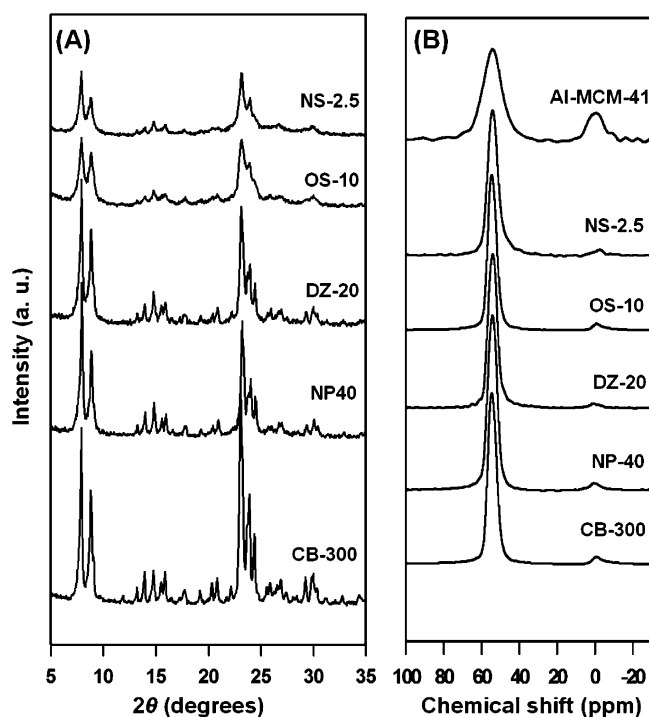 (A)
NS-2.5
OS-10
DZ-20
NP40
CB-300
Intensity (a. u.)
5 10 15 20 25 30 35
2θ (degrees)
(B)
Al-MCM-41
NS-2.5
OS-10
DZ-20
NP-40
CB-300
100 80 60 40 20 0 -20
Chemical shift (ppm)